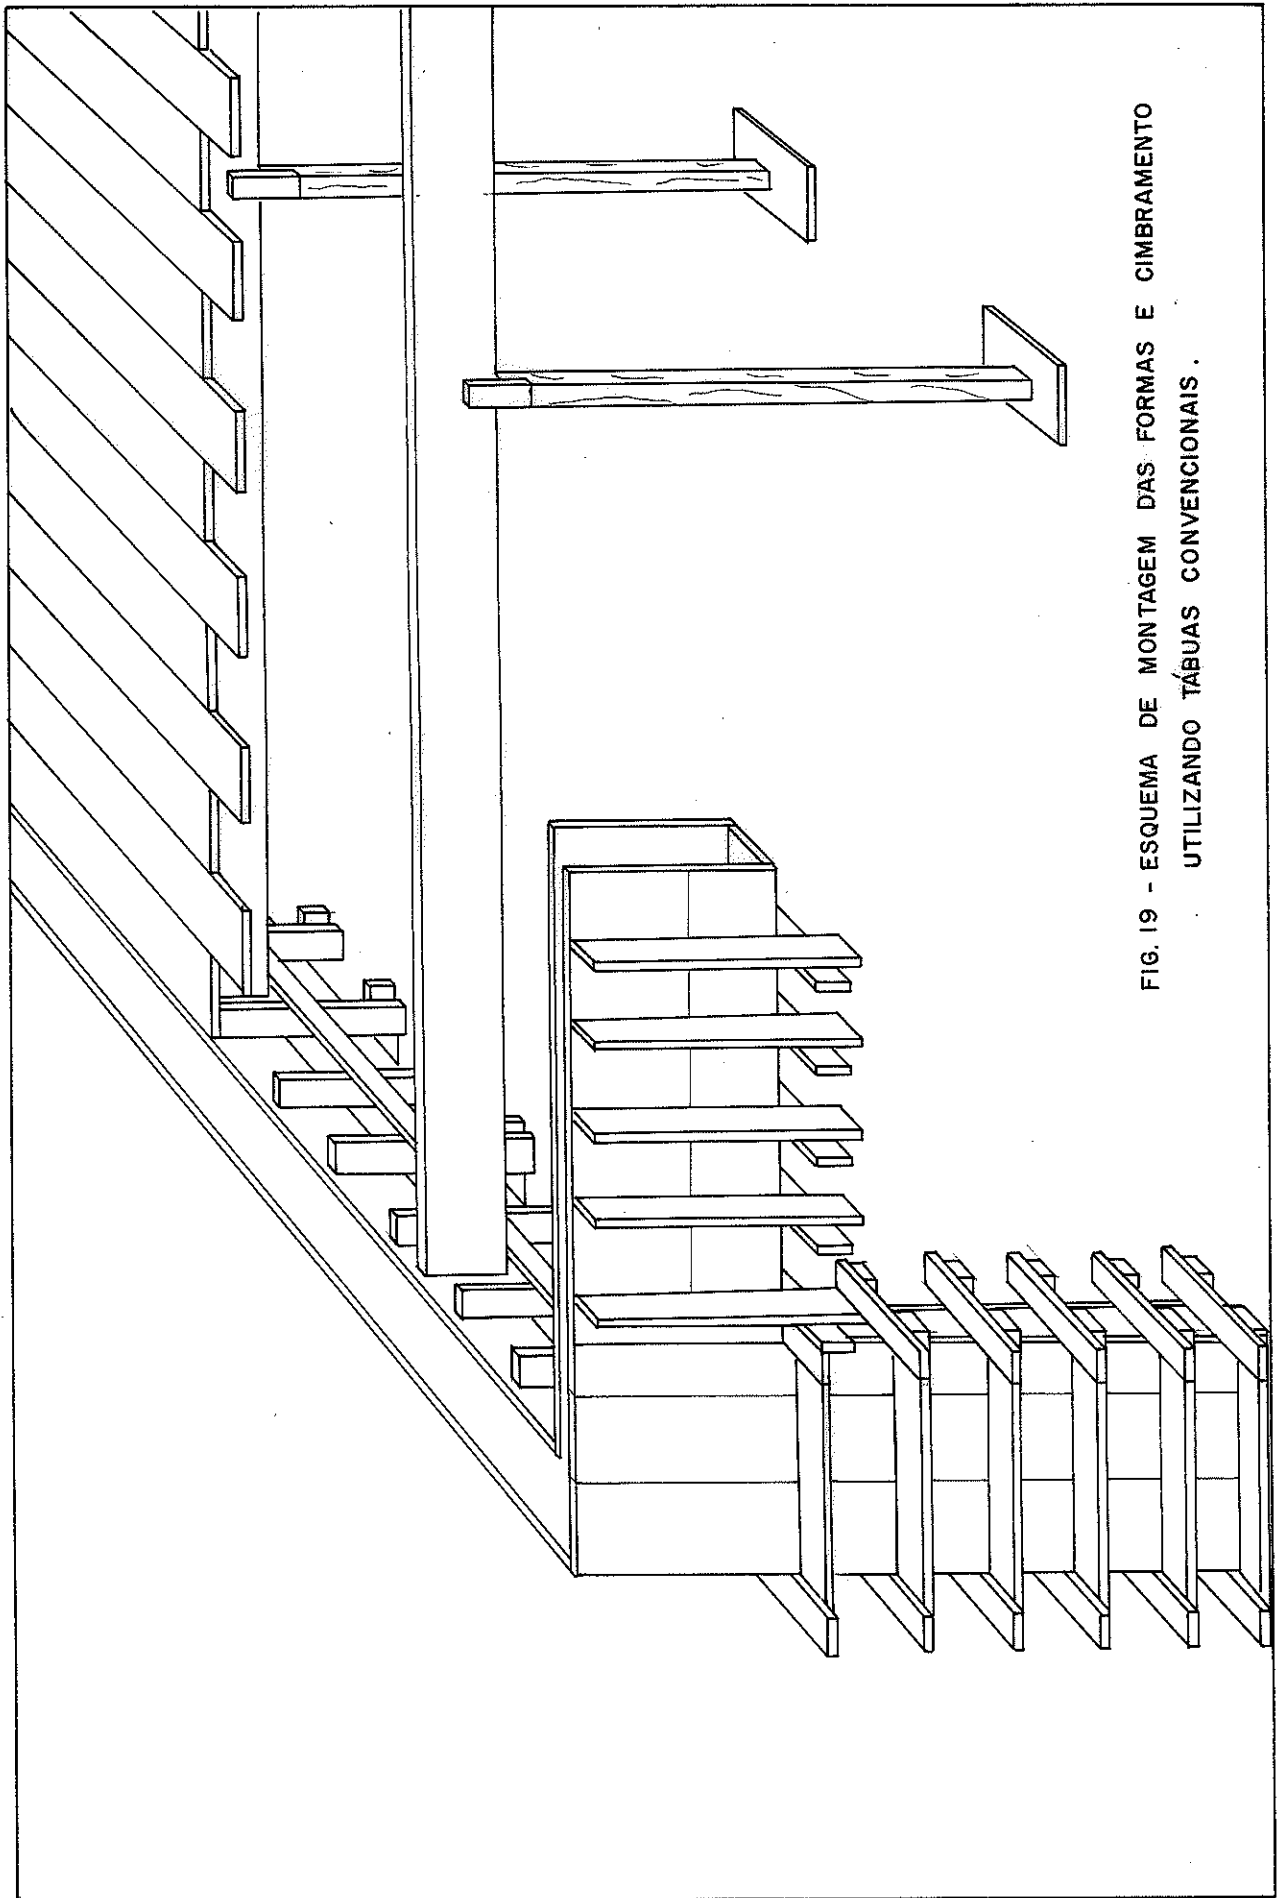 FIG. 19 - ESQUEMA DE MONTAGEM DAS FORMAS E CIMBRAMENTO
UTILIZANDO TÁBUAS CONVENCIONAIS .